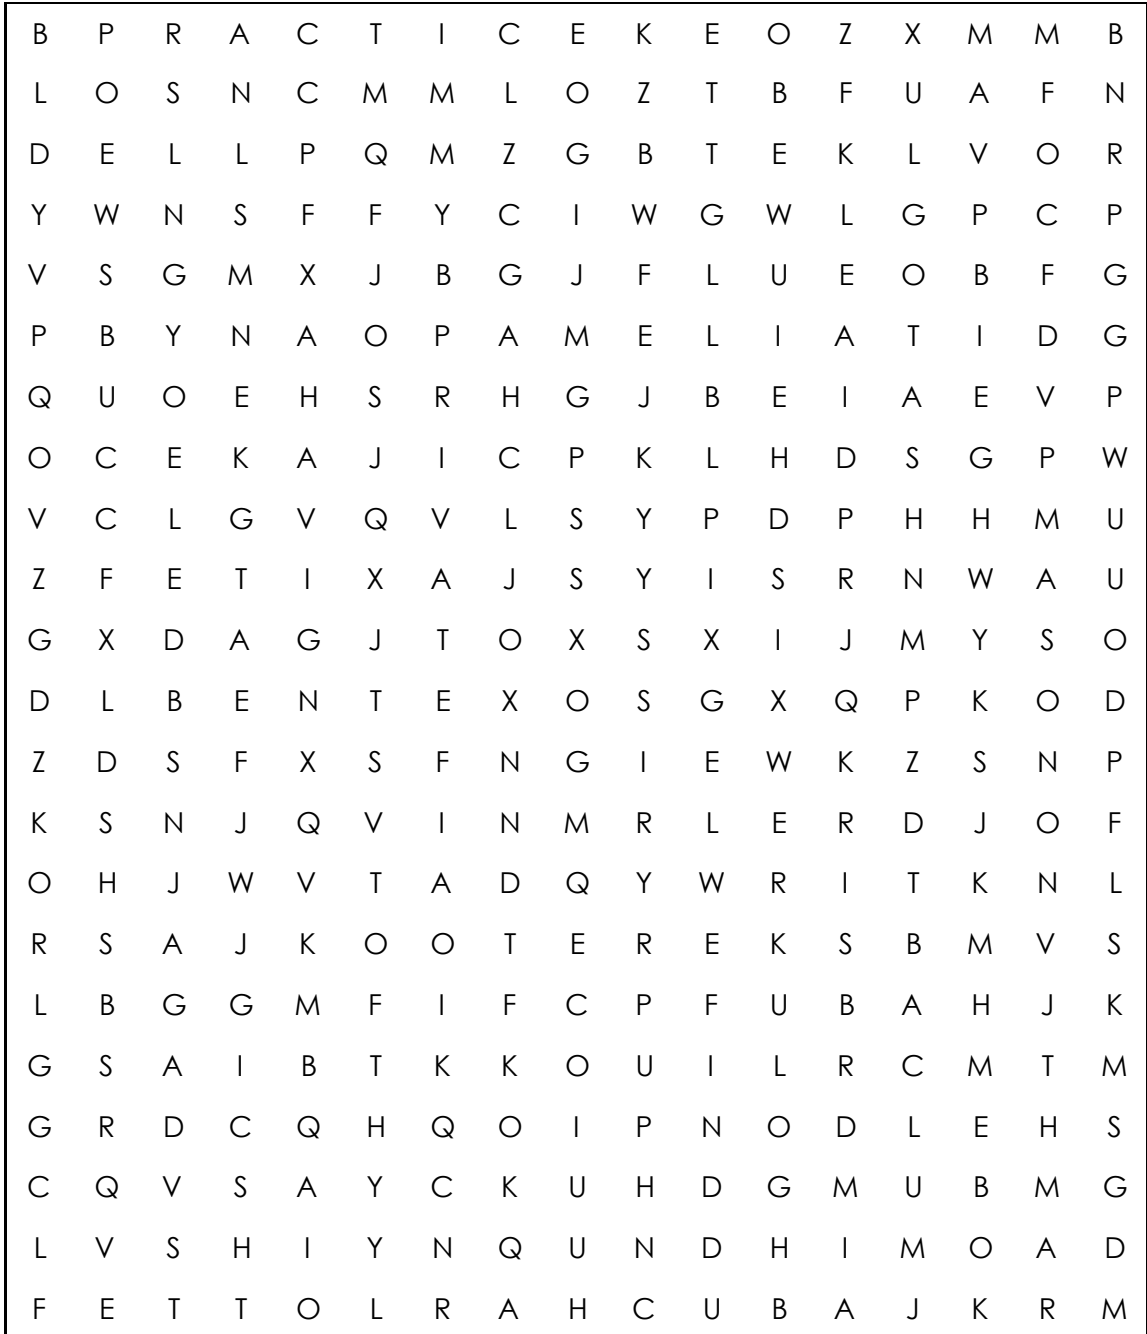 B P R A C T I C E K E O Z X M M B
L O S N C M M L O Z T B F U A F N
D E L L P Q M Z G B T E K L V O R
Y W N S F F Y C I W G W L G P C P
V S G M X J B G J F L U E O B F G
P B Y N A O P A M E L I A T I D G
Q U O E H S R H G J B E I A E V P
O C E K A J I C P K L H D S G P W
V C L G V Q V L S Y P D P H H M U
Z F E T I X A J S Y I S R N W A U
G X D A G J T O X S X I J M Y S O
D L B E N T E X O S G X Q P K O D
Z D S F X S F N G I E W K Z S N P
K S N J Q V I N M R L E R D J O F
O H J W V T A D Q Y W R I T K N L
R S A J K O O T E R E K S B M V S
L B G G M F I F C P F U B A H J K
G S A I B T K K O U I L R C M T M
G R D C Q H Q O I P N O D L E H S
C Q V S A Y C K U H D G M U B M G
L V S H I Y N Q U N D H I M O A D
F E T T O L R A H C U B A J K R M